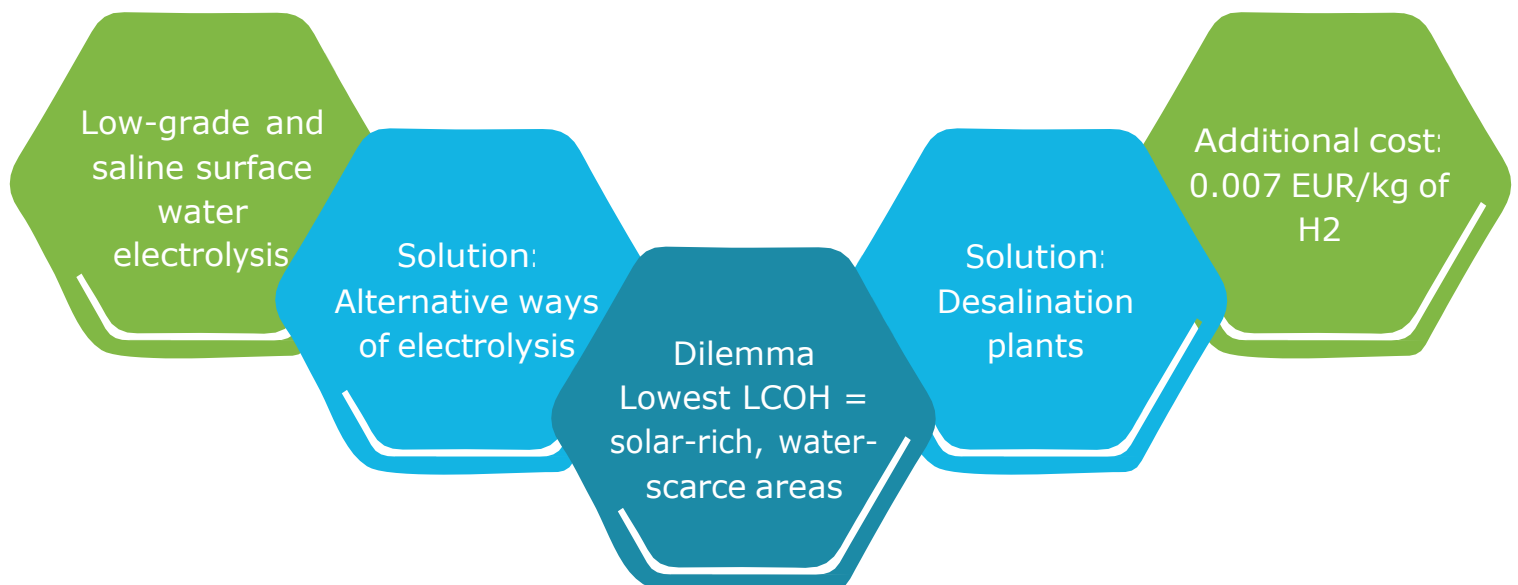 Low-grade and
saline surface
water
electrolysis
Solution:
Alternative ways
of electrolysis
Dilemma
Lowest LCOH =
solar-rich, water-
scarce areas
Solution:
Desalination
plants
Additional cost:
0.007 EUR/kg of
H2